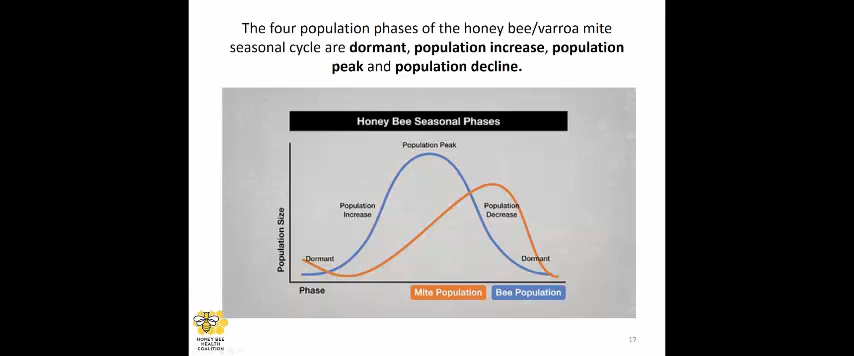 The four population phases of the honey bee/varroa mite
seasonal cycle are dormant, population increase, population
peak and population decline.
Honey Bee Seasonal Phases
Population Peak
Population
Increase
Population
Decrease
Dormant
Dormant
Population Size
Phase
Mite Population
Bee Population
HONEY BEE
HEALTH
COALITION
17